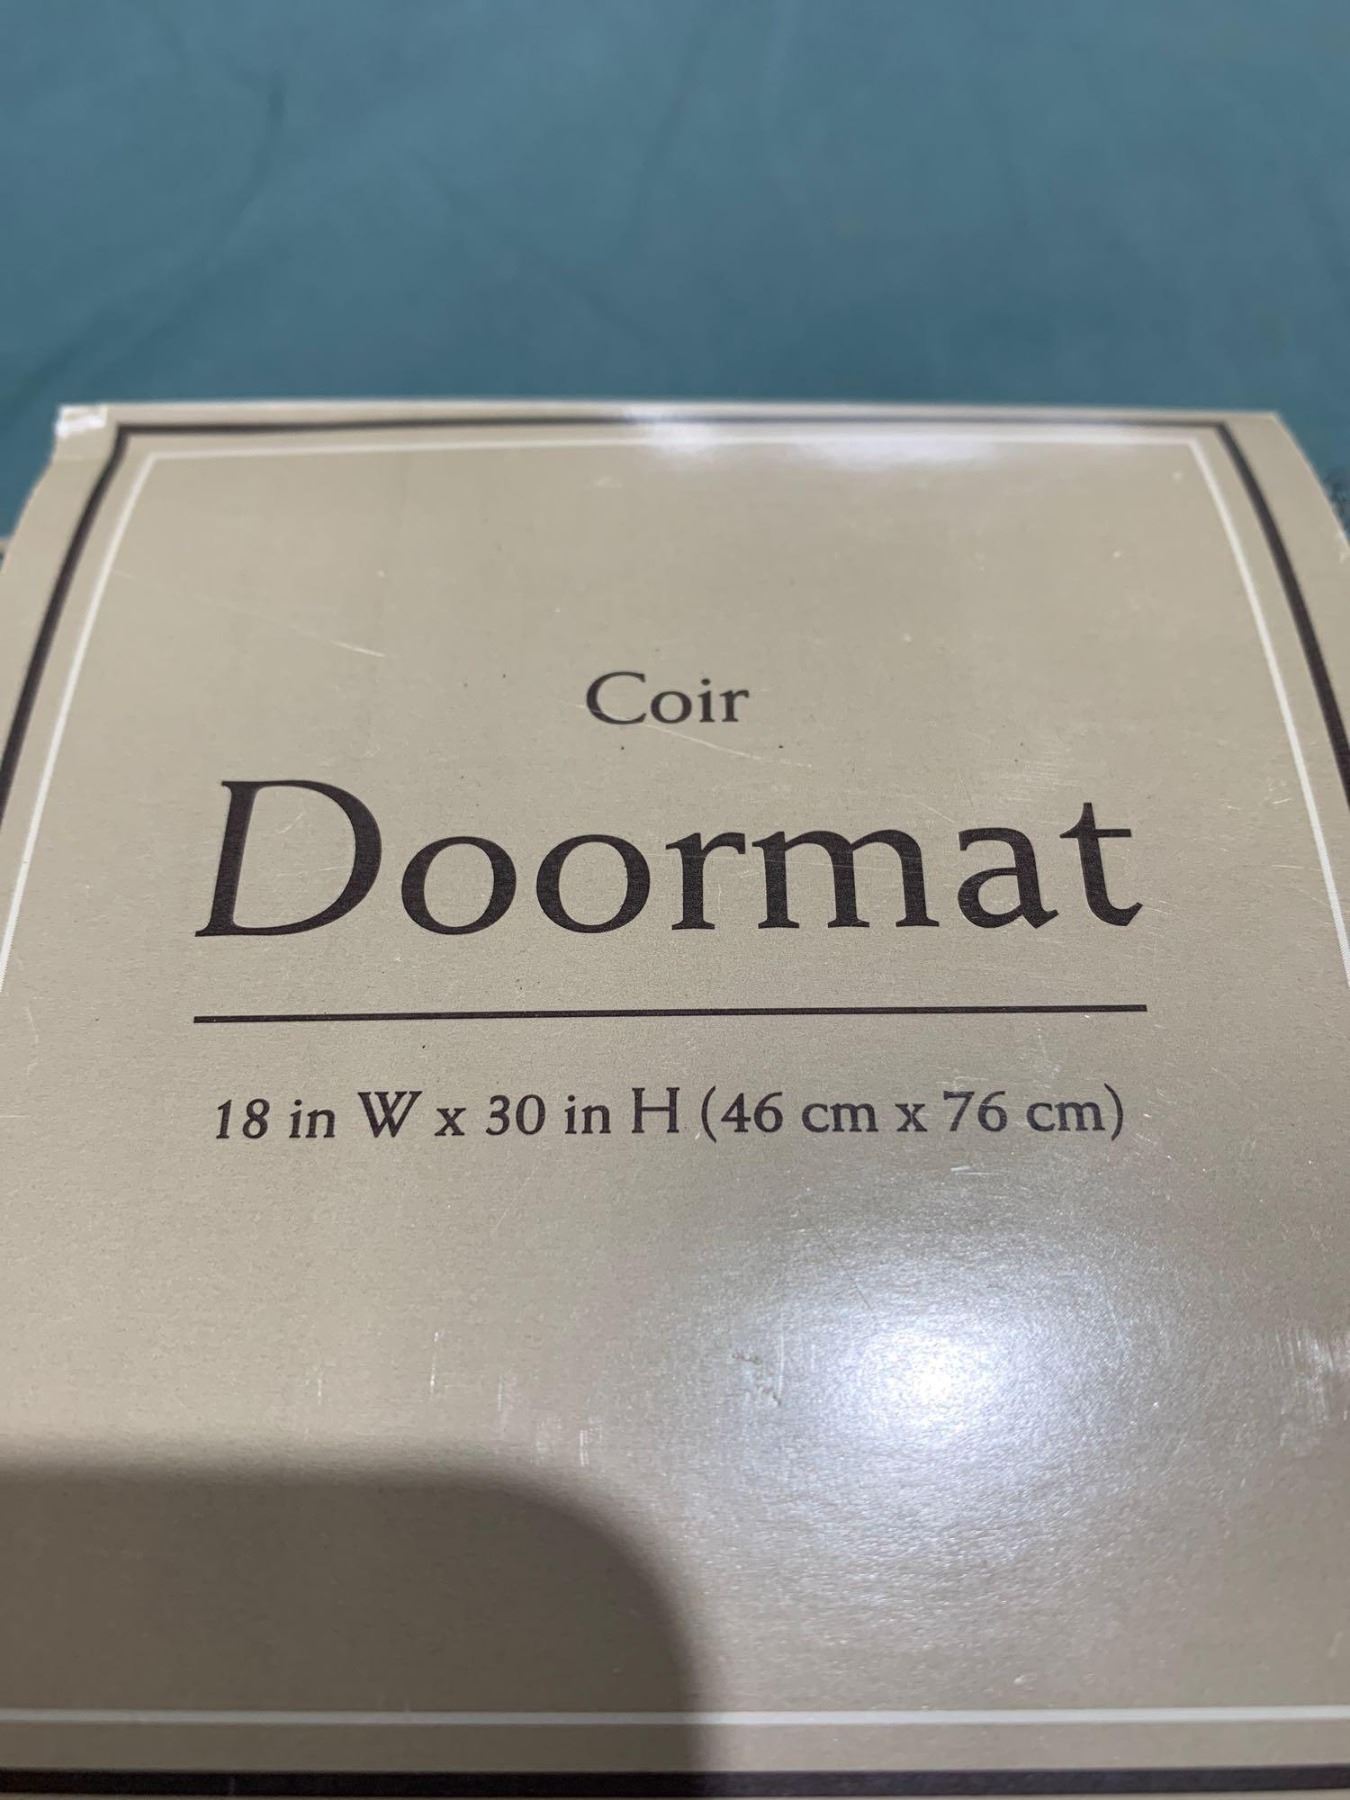 Coir
Doormat
18 in W x 30 in H (46 cm x 76 cm)